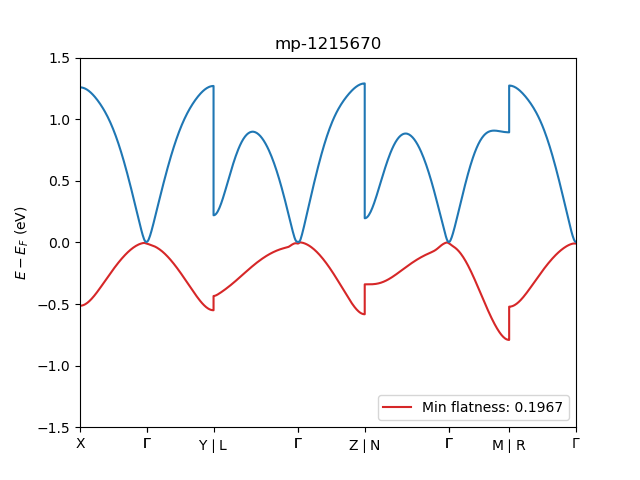 mp-1215670
E − E_F (eV)
1.5
1.0
0.5
0.0
−0.5
−1.0
−1.5
Min flatness: 0.1967
X Γ Y | L Γ Z | N Γ M | R Γ